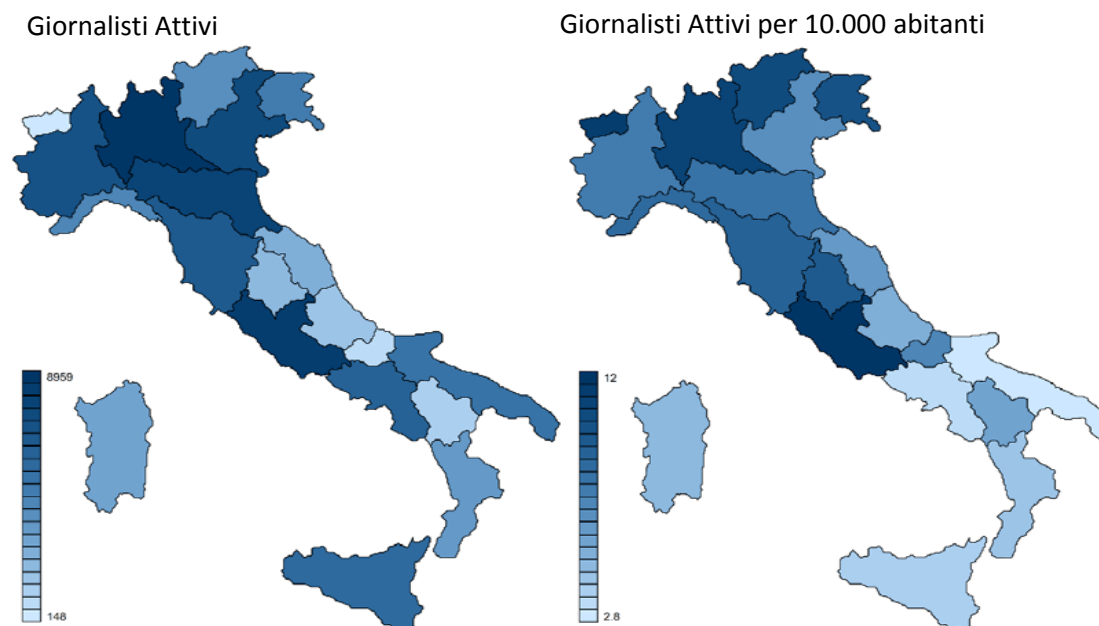 Giornalisti Attivi
Giornalisti Attivi per 10.000 abitanti
8959
148
12
2.8